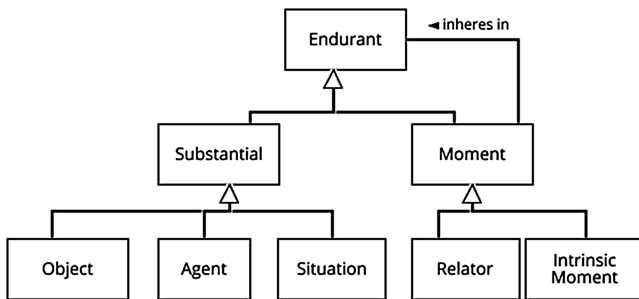 Endurant
◄ inheres in
Substantial
Moment
Object
Agent
Situation
Relator
Intrinsic
Moment